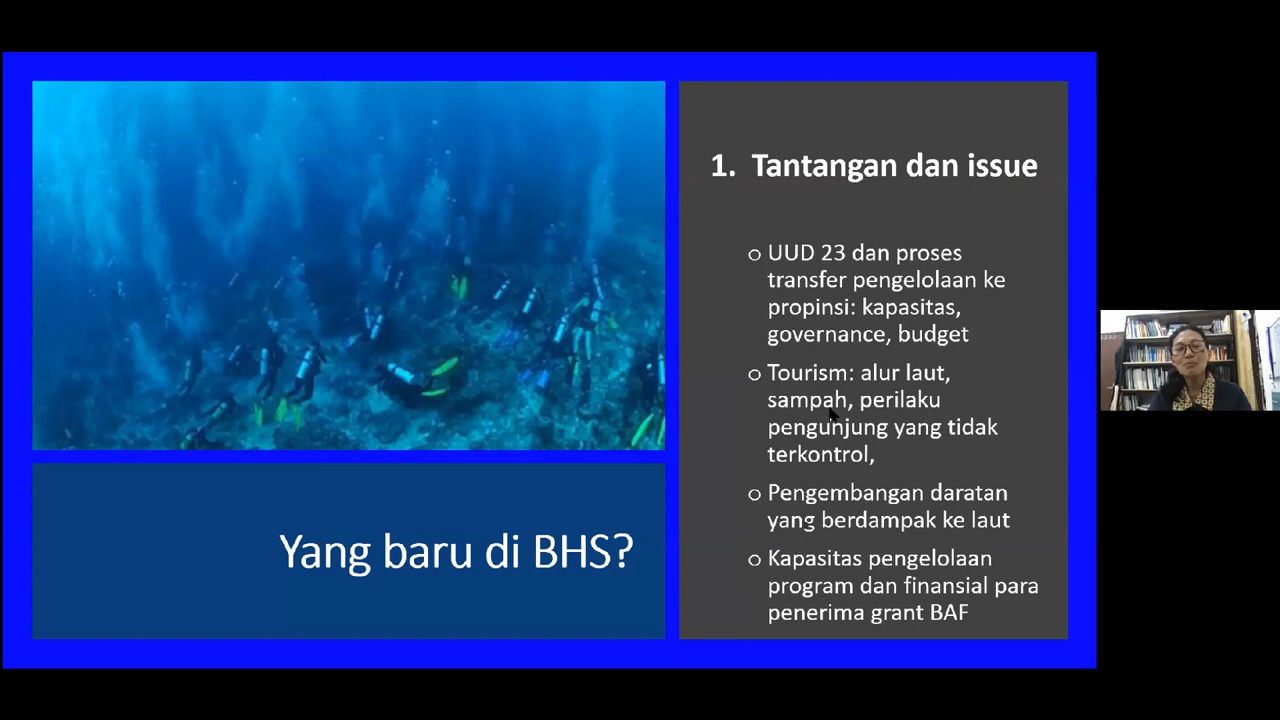 1. Tantangan dan issue
o UUD 23 dan proses
transfer pengelolaan ke
propinsi: kapasitas,
governance, budget
o Tourism: alur laut,
sampah, perilaku
pengunjung yang tidak
terkontrol,
o Pengembangan daratan
yang berdampak ke laut
o Kapasitas pengelolaan
program dan finansial para
penerima grant BAF
Yang baru di BHS?